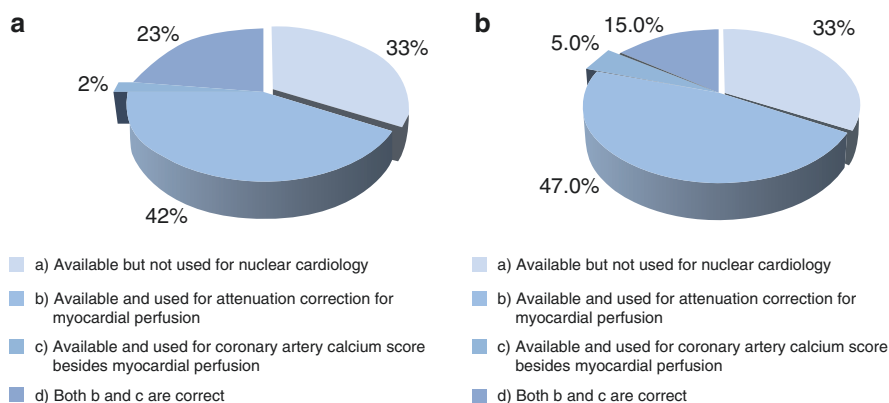 a
23%
33%
2%
42%
a) Available but not used for nuclear cardiology
b) Available and used for attenuation correction for
myocardial perfusion
c) Available and used for coronary artery calcium score
besides myocardial perfusion
d) Both b and c are correct
b
15.0%
33%
5.0%
47.0%
a) Available but not used for nuclear cardiology
b) Available and used for attenuation correction for
myocardial perfusion
c) Available and used for coronary artery calcium score
besides myocardial perfusion
d) Both b and c are correct